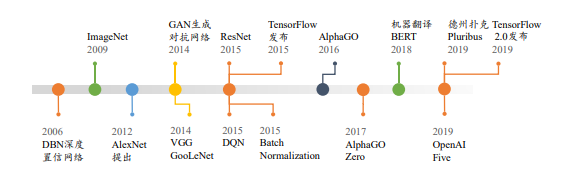 ImageNet
2009
GAN生成
对抗网络
2014
ResNet
2015
TensorFlow
发布
2015
AlphaGO
2016
机器翻译
BERT
2018
德州扑克
Pluribus
2019
TensorFlow
2.0发布
2019
2006
DBN深度
置信网络
2012
AlexNet
提出
2014
VGG
GooLeNet
2015
DQN
2015
Batch
Normalization
2017
AlphaGO
Zero
2019
OpenAI
Five